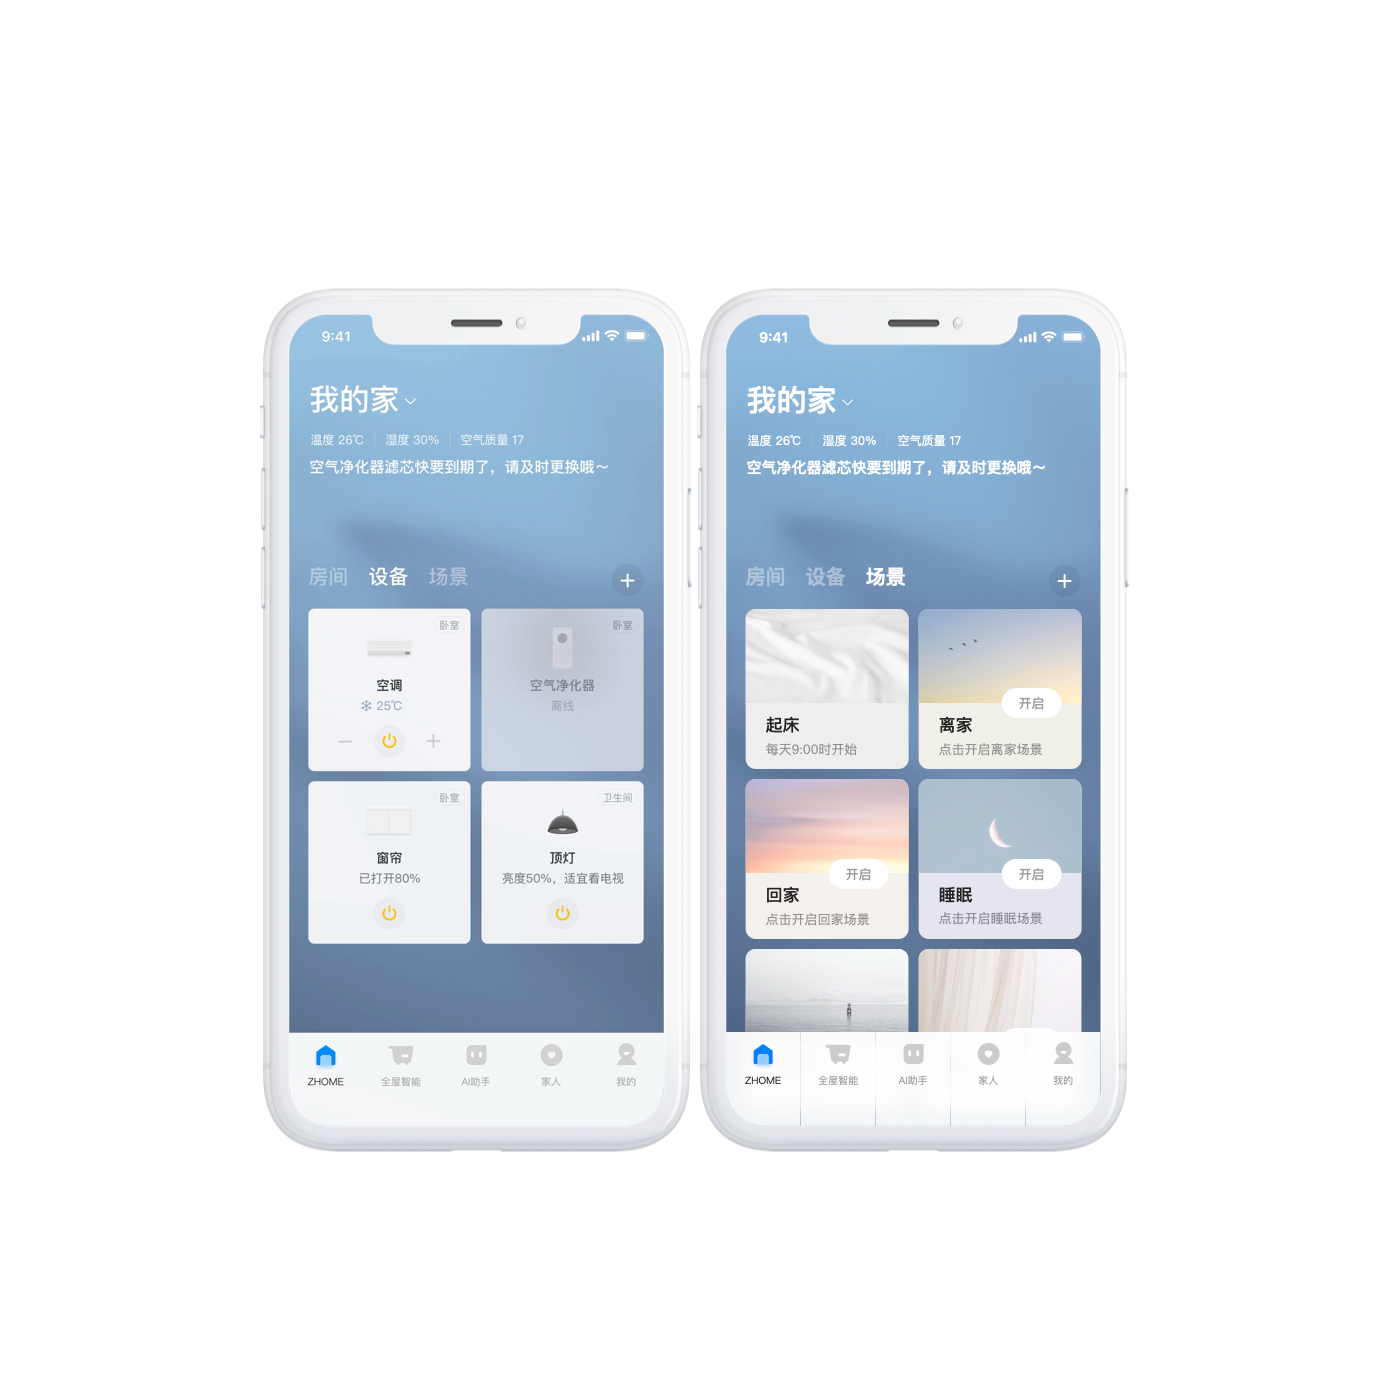 9:41
我的家
温度 26℃ 湿度 30% 空气质量 17
空气净化器滤芯快要到期了，请及时更换哦～
房间 设备 场景
卧室
空调
25℃
卧室
空气净化器
离线
卧室
窗帘
已打开80%
卫生间
顶灯
亮度50%，适宜看电视
ZHOME 全屋智能 AI助手 家人 我的
9:41
我的家
温度 26℃ 湿度 30% 空气质量 17
空气净化器滤芯快要到期了，请及时更换哦～
房间 设备 场景
起床
每天9:00时开始
开启
离家
点击开启离家场景
开启
回家
点击开启回家场景
开启
睡眠
点击开启睡眠场景
ZHOME 全屋智能 AI助手 家人 我的